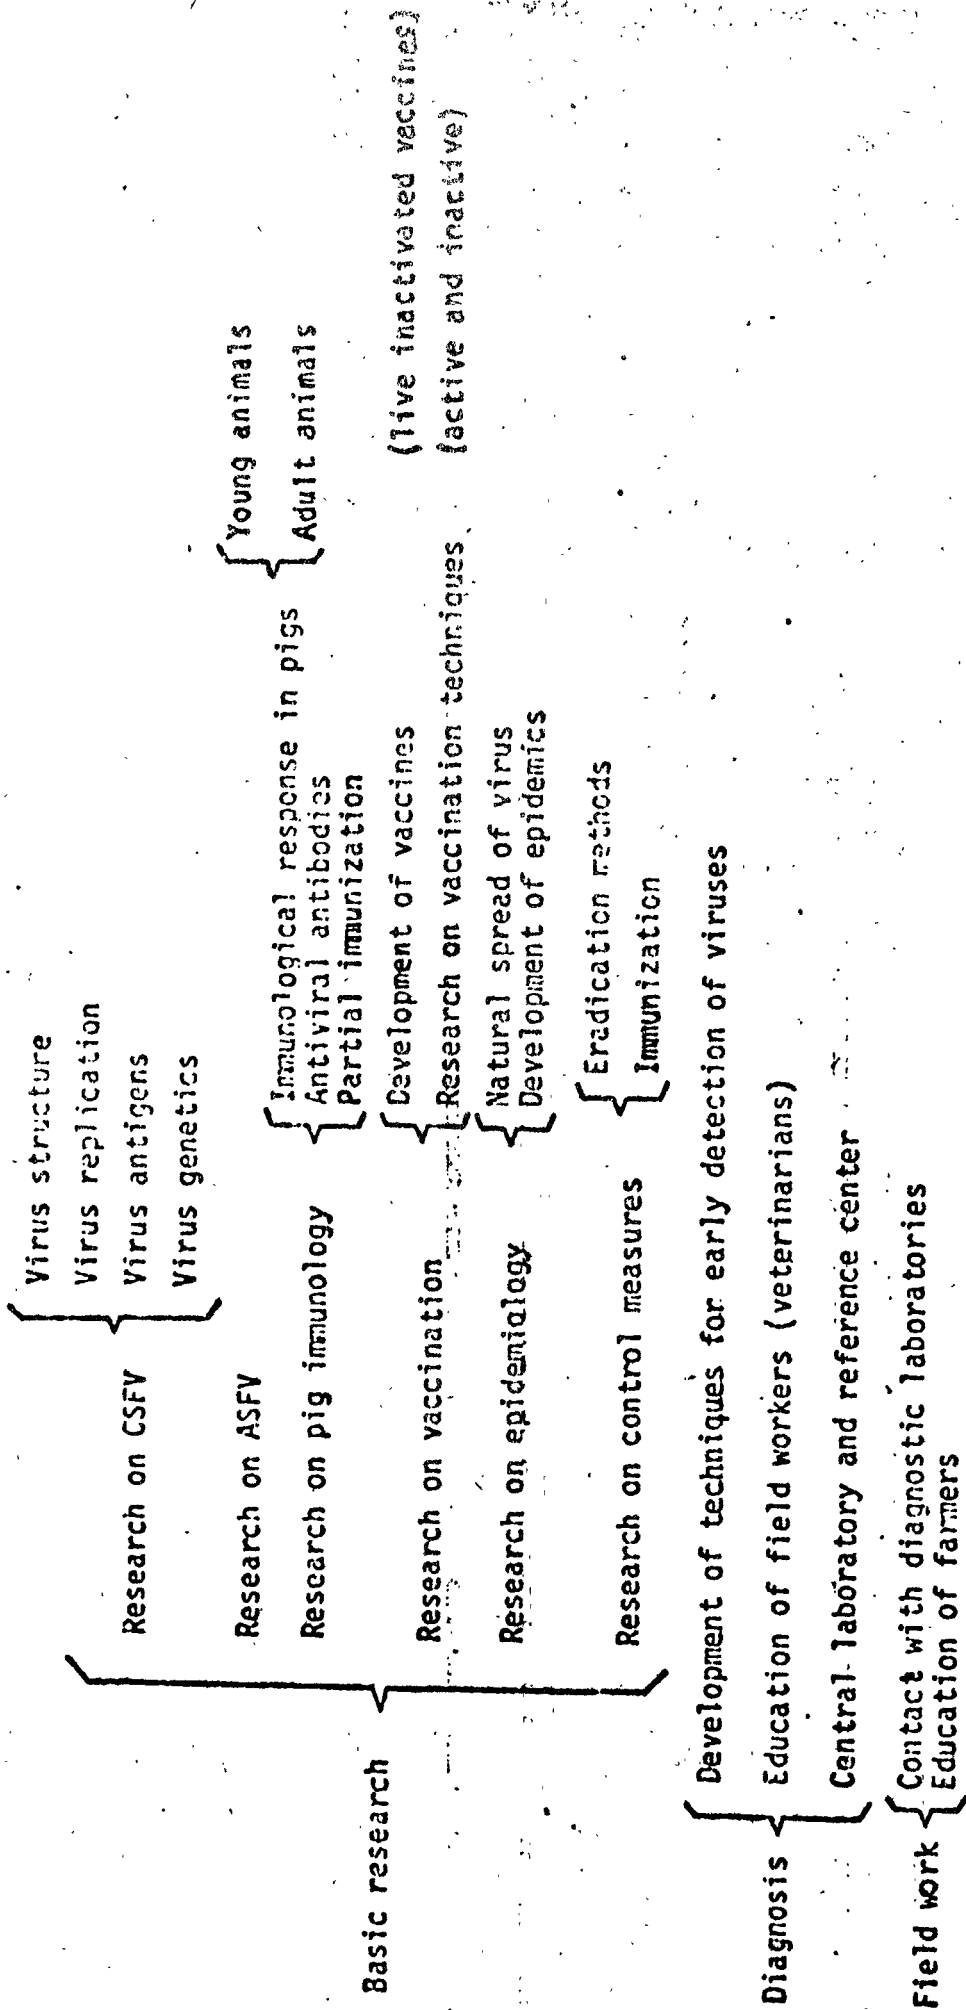 Virus structure
Virus replication
Research on CSFV
Virus antigens
Virus genetics
Research on ASFV
Young animals
Immunological response in pigs
Research on pig immunology
Antiviral antibodies
Adult animals
Partial immunization
Basic research
Development of vaccines
(live inactivated vaccines)
Research on vaccination
Research on vaccination techniques
(active and inactive)
Natural spread of virus
Research on epidemiology
Development of epidemics
Eradication methods
Research on control measures
Immunization
Development of techniques for early detection of viruses
Diagnosis
Education of field workers (veterinarians)
Central laboratory and reference center
Field work
Contact with diagnostic laboratories
Education of farmers